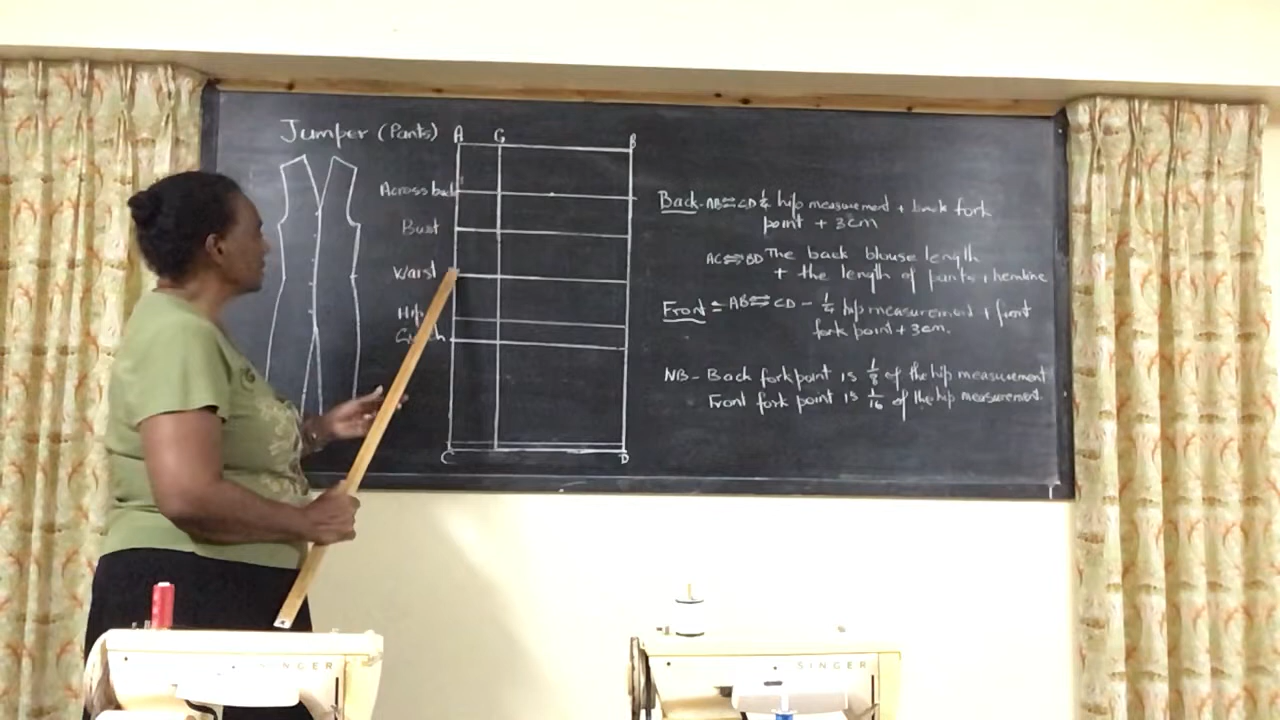 Jumper (Pants)
A G B
Across back
Bust
Waist
Hip
C D
Back - AB ⇌ CD ¼ hip measurement + back fork
point + 3cm
AC ⇌ BD The back blouse length
+ the length of pants + hemline
Front = AB ⇌ CD - ¼ hip measurement + front
fork point + 3cm.
NB - Back fork point is 1/8 of the hip measurement
Front fork point is 1/16 of the hip measurement.
SINGER
SINGER